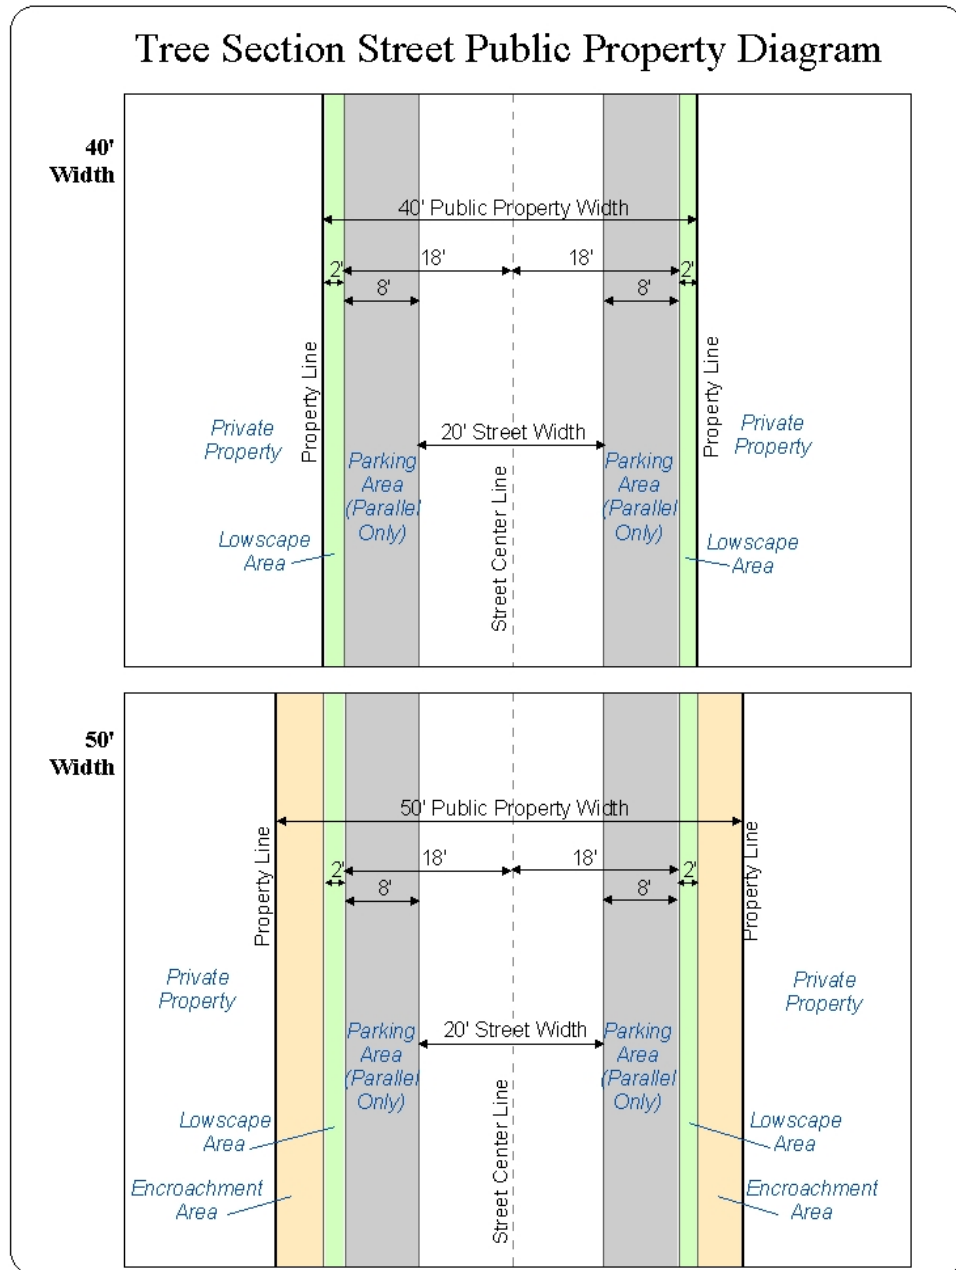 Tree Section Street Public Property Diagram
40'
Width
40' Public Property Width
18'
18'
2'
2'
8'
8'
Property Line
Property Line
Private
Property
Private
Property
20' Street Width
Parking
Area
(Parallel
Only)
Parking
Area
(Parallel
Only)
Street Center Line
Lowscape
Area
Lowscape
Area
50'
Width
50' Public Property Width
18'
18'
2'
2'
8'
8'
Property Line
Property Line
Private
Property
Private
Property
20' Street Width
Parking
Area
(Parallel
Only)
Parking
Area
(Parallel
Only)
Street Center Line
Lowscape
Area
Lowscape
Area
Encroachment
Area
Encroachment
Area